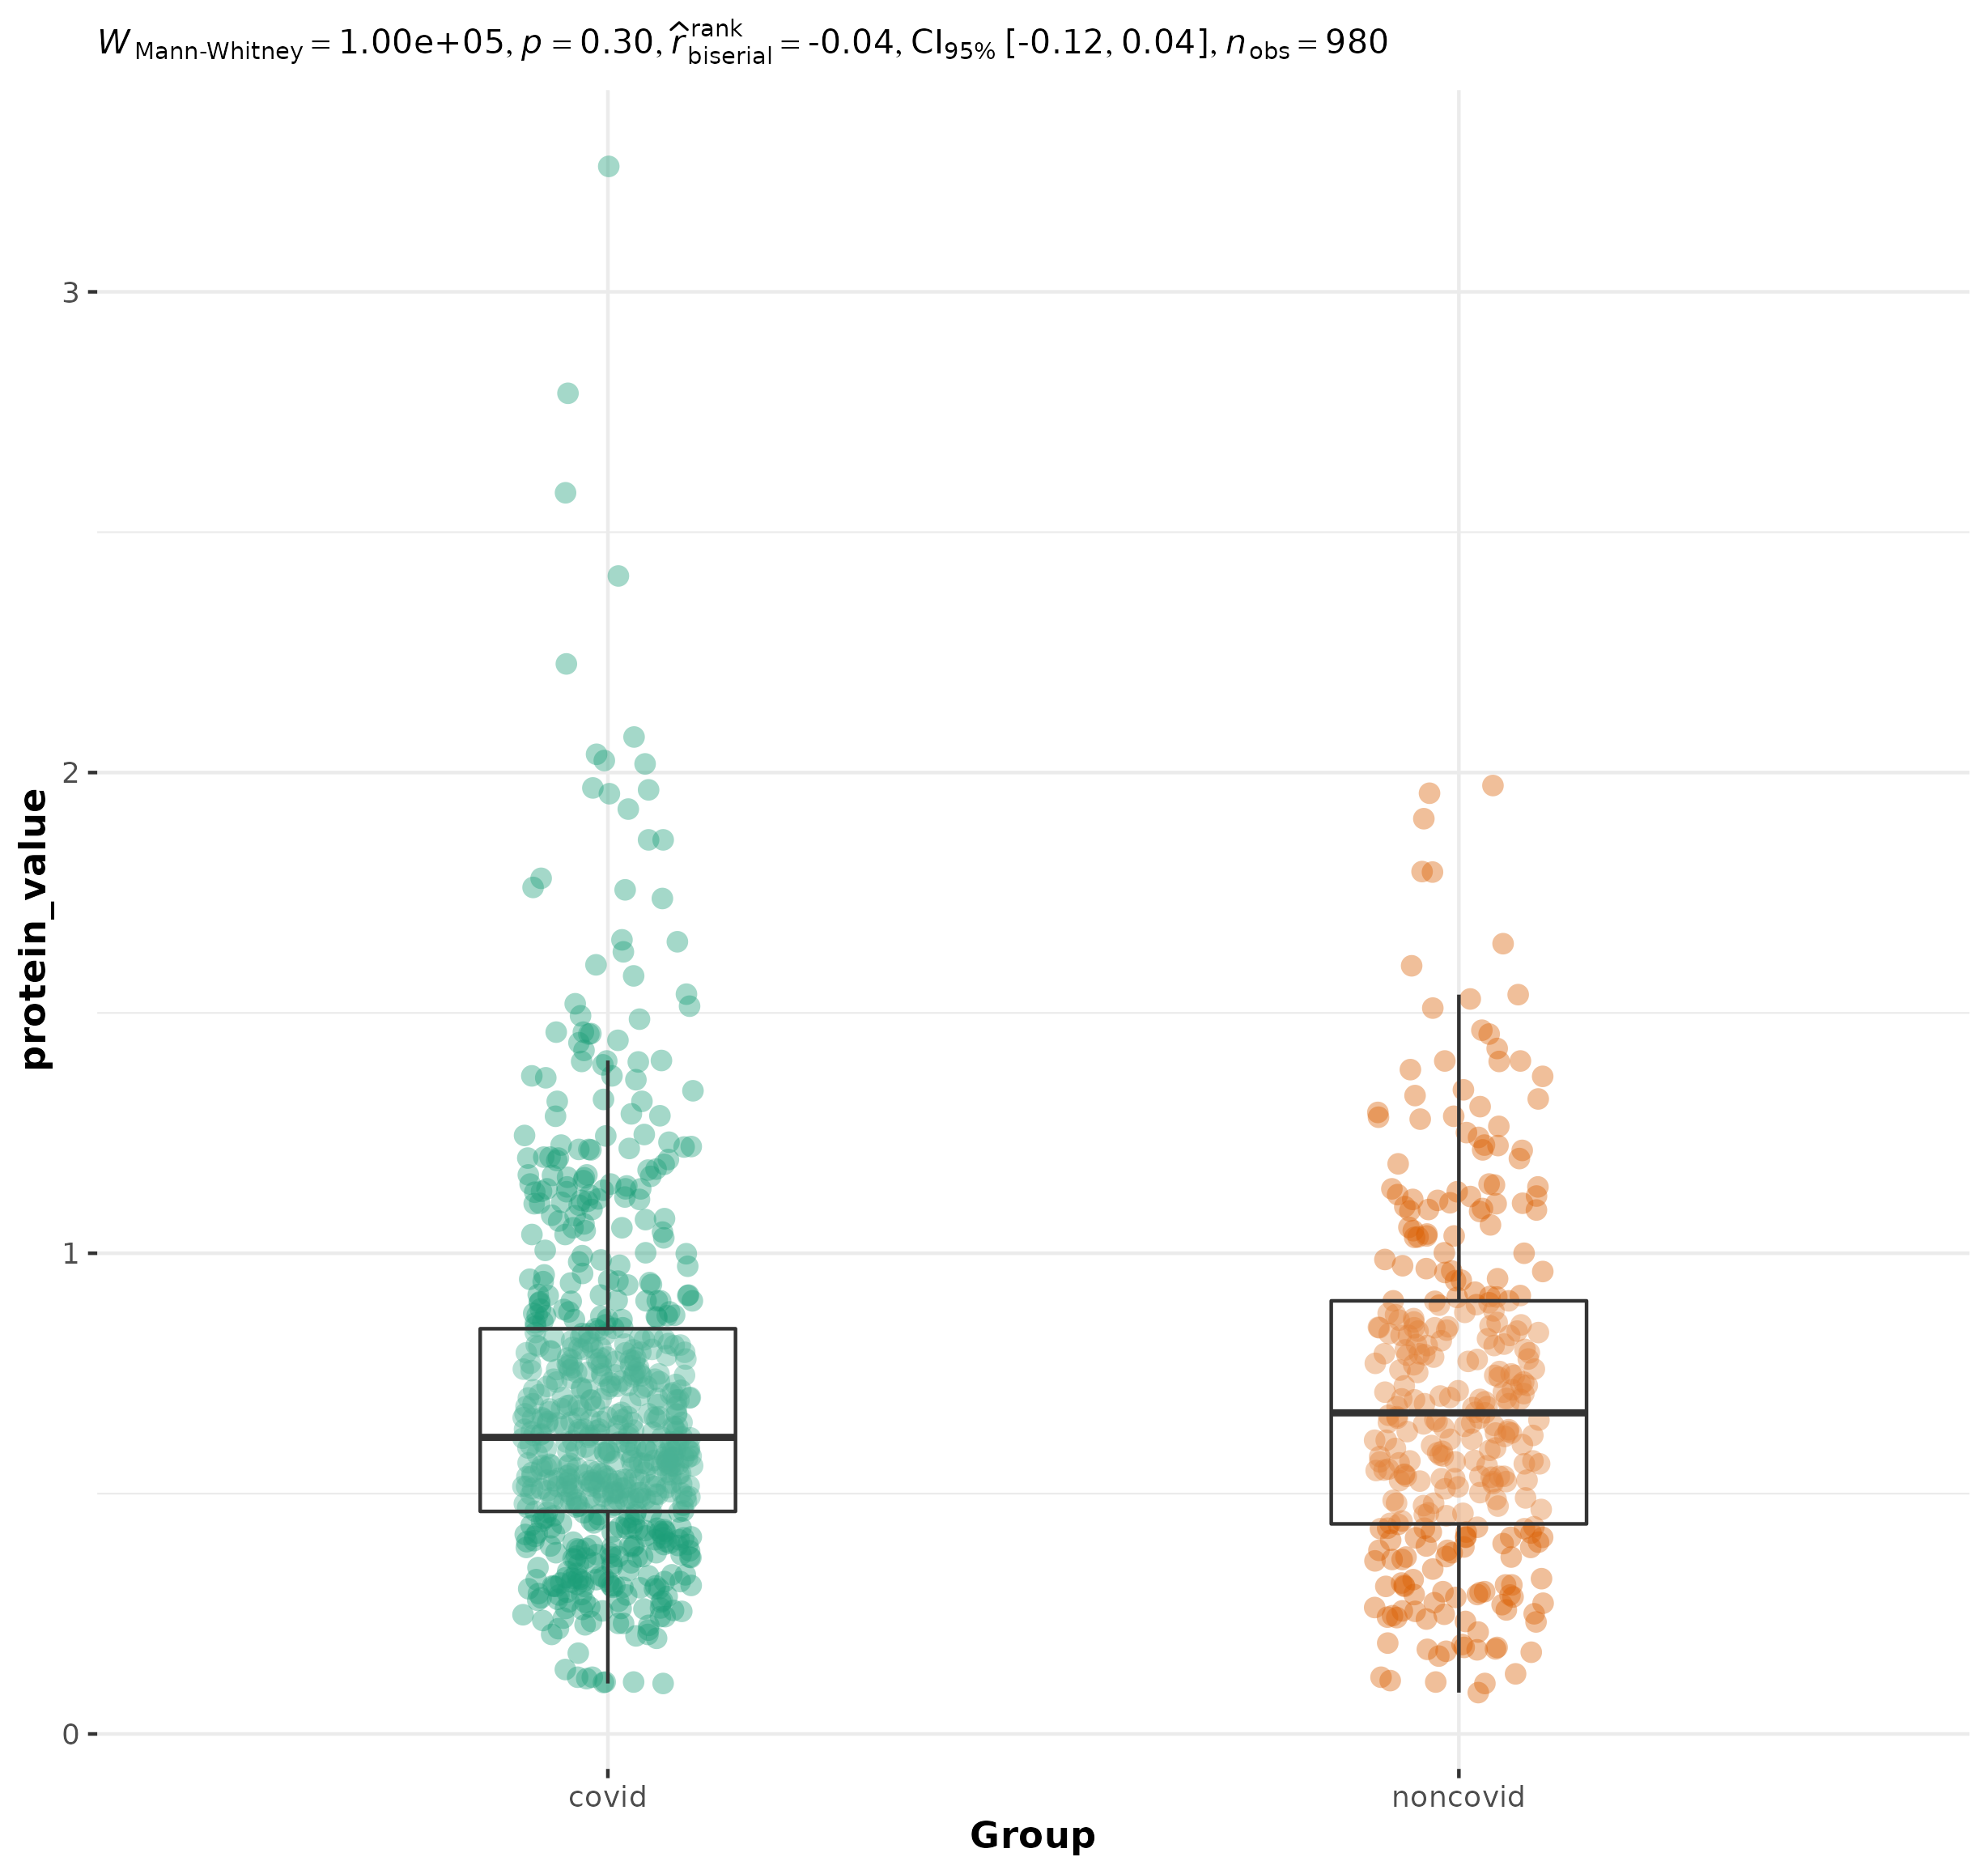 W Mann-Whitney = 1.00e+05, p = 0.30, r̂ rank biserial = -0.04, CI95% [-0.12, 0.04], n obs = 980
3
2
1
0
protein_value
covid noncovid
Group